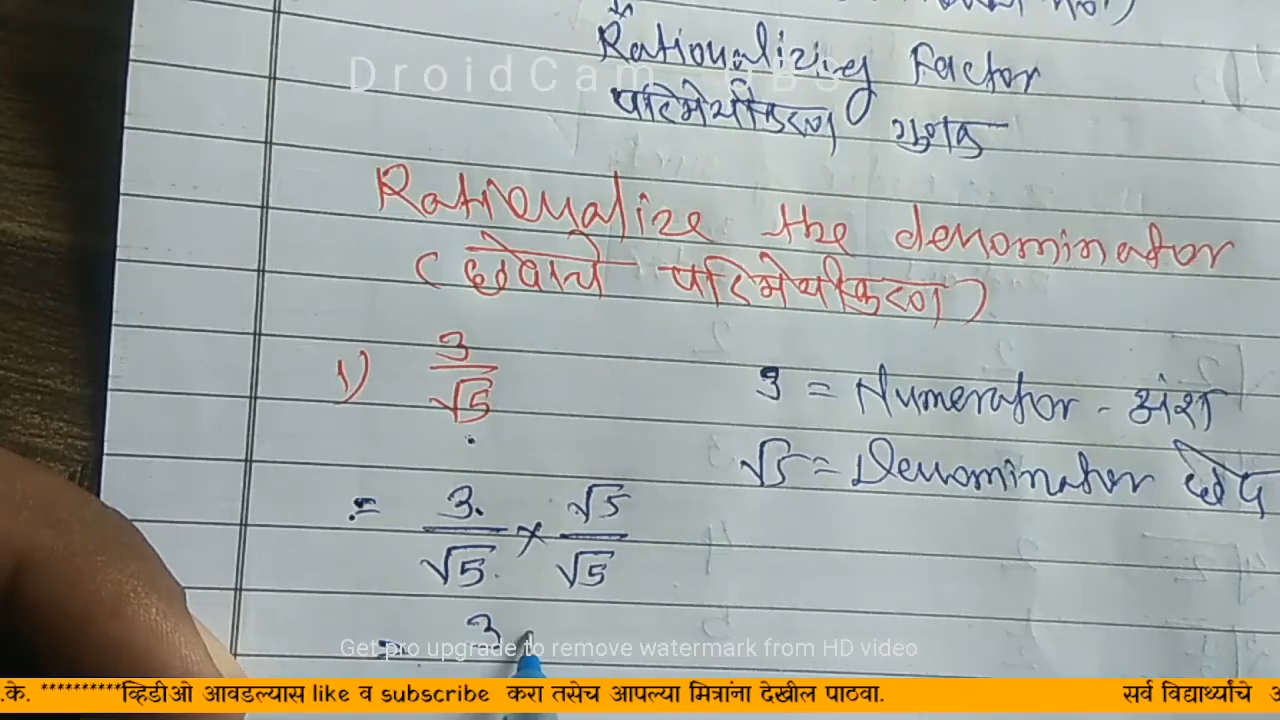 Rationalizing Factor
परिमेयीकरण गुणक
Rationalize the denominator
(छेदाचे परिमेयीकरण)
1) 3/√5
3 = Numerator - अंश
√5 = Denominator छेद
= 3/√5 × √5/√5
= 3
DroidCam
Get pro upgrade to remove watermark from HD video
.के. **********व्हिडीओ आवडल्यास like व subscribe करा तसेच आपल्या मित्रांना देखील पाठवा. सर्व विद्यार्थ्यांचे